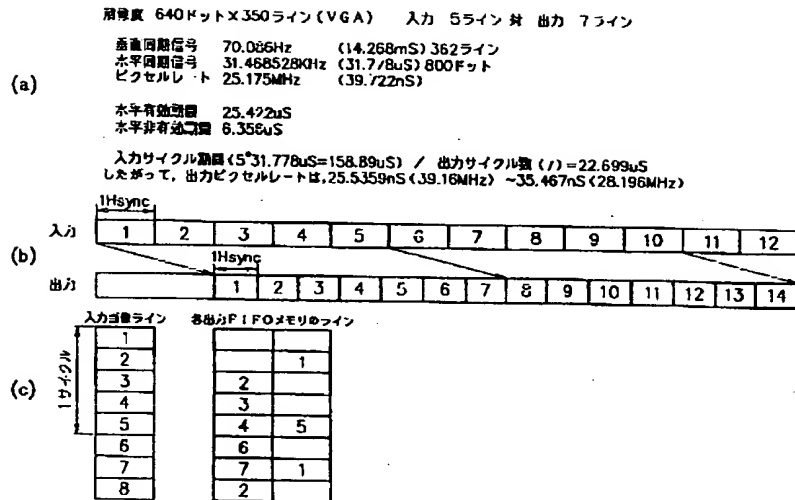 解像度 640ドット×350ライン(VGA) 入力 5ライン 対 出力 7ライン
垂直同期信号 70.086Hz (14.268mS) 362ライン
水平同期信号 31.468528KHz (31.778uS) 800ドット
ピクセルレート 25.175MHz (39.722nS)
(a)
水平有効期間 25.422uS
水平非有効期間 6.356uS
入力サイクル期間(5*31.778uS=158.89uS) / 出力サイクル数(7)=22.699uS
したがって, 出力ピクセルレートは, 25.5359nS(39.16MHz) ~35.467nS(28.196MHz)
1Hsync
入力 1 2 3 4 5 6 7 8 9 10 11 12
(b)
1Hsync
出力 1 2 3 4 5 6 7 8 9 10 11 12 13 14
入力画像ライン 各出力FIFOメモリのライン
(c)
1サイクル
1
2 1
3 2
4 3
5 4 5
6 6
7 7 1
8 2